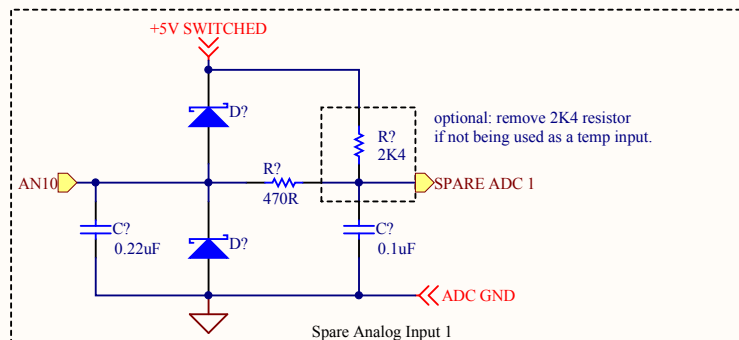 +5V SWITCHED
D?
optional: remove 2K4 resistor
if not being used as a temp input.
R?
2K4
AN10
R?
470R
SPARE ADC 1
C?
0.22uF
D?
C?
0.1uF
ADC GND
Spare Analog Input 1